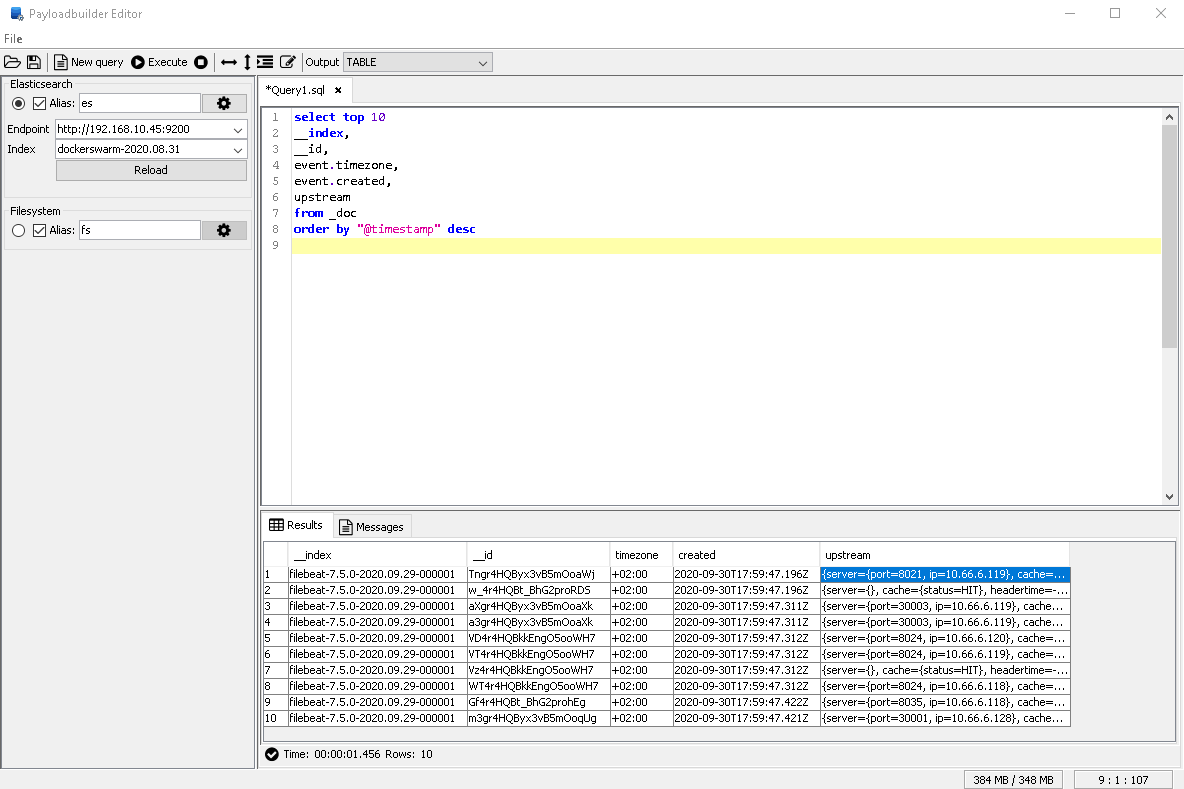 Payloadbuilder Editor
File
New query Execute Output TABLE
Elasticsearch
Alias: es
Endpoint http://192.168.10.45:9200
Index dockerswarm-2020.08.31
Reload
Filesystem
Alias: fs
*Query1.sql
1 select top 10
2 __index,
3 __id,
4 event.timezone,
5 event.created,
6 upstream
7 from _doc
8 order by "@timestamp" desc
9
Results Messages
__index __id timezone created upstream
1 filebeat-7.5.0-2020.09.29-000001 Tngr4HQByx3vB5mOoaWj +02:00 2020-09-30T17:59:47.196Z {server={port=8021, ip=10.66.6.119}, cache=...
2 filebeat-7.5.0-2020.09.29-000001 w_4r4HQBt_BhG2proRDS +02:00 2020-09-30T17:59:47.196Z {server={}, cache={status=HIT}, headertime=-...
3 filebeat-7.5.0-2020.09.29-000001 aXgr4HQByx3vB5mOoaXk +02:00 2020-09-30T17:59:47.311Z {server={port=30003, ip=10.66.6.119}, cache...
4 filebeat-7.5.0-2020.09.29-000001 a3gr4HQByx3vB5mOoaXk +02:00 2020-09-30T17:59:47.311Z {server={port=30003, ip=10.66.6.119}, cache...
5 filebeat-7.5.0-2020.09.29-000001 VD4r4HQBkkEngO5ooWH7 +02:00 2020-09-30T17:59:47.312Z {server={port=8024, ip=10.66.6.120}, cache=...
6 filebeat-7.5.0-2020.09.29-000001 VT4r4HQBkkEngO5ooWH7 +02:00 2020-09-30T17:59:47.312Z {server={port=8024, ip=10.66.6.119}, cache=...
7 filebeat-7.5.0-2020.09.29-000001 Vz4r4HQBkkEngO5ooWH7 +02:00 2020-09-30T17:59:47.312Z {server={}, cache={status=HIT}, headertime=-...
8 filebeat-7.5.0-2020.09.29-000001 WT4r4HQBkkEngO5ooWH7 +02:00 2020-09-30T17:59:47.312Z {server={port=8024, ip=10.66.6.118}, cache=...
9 filebeat-7.5.0-2020.09.29-000001 Gf4r4HQBt_BhG2prohEg +02:00 2020-09-30T17:59:47.422Z {server={port=8035, ip=10.66.6.118}, cache=...
10 filebeat-7.5.0-2020.09.29-000001 m3gr4HQByx3vB5mOoqUg +02:00 2020-09-30T17:59:47.421Z {server={port=30001, ip=10.66.6.128}, cache...
Time: 00:00:01.456 Rows: 10
384 MB / 348 MB 9 : 1 : 107